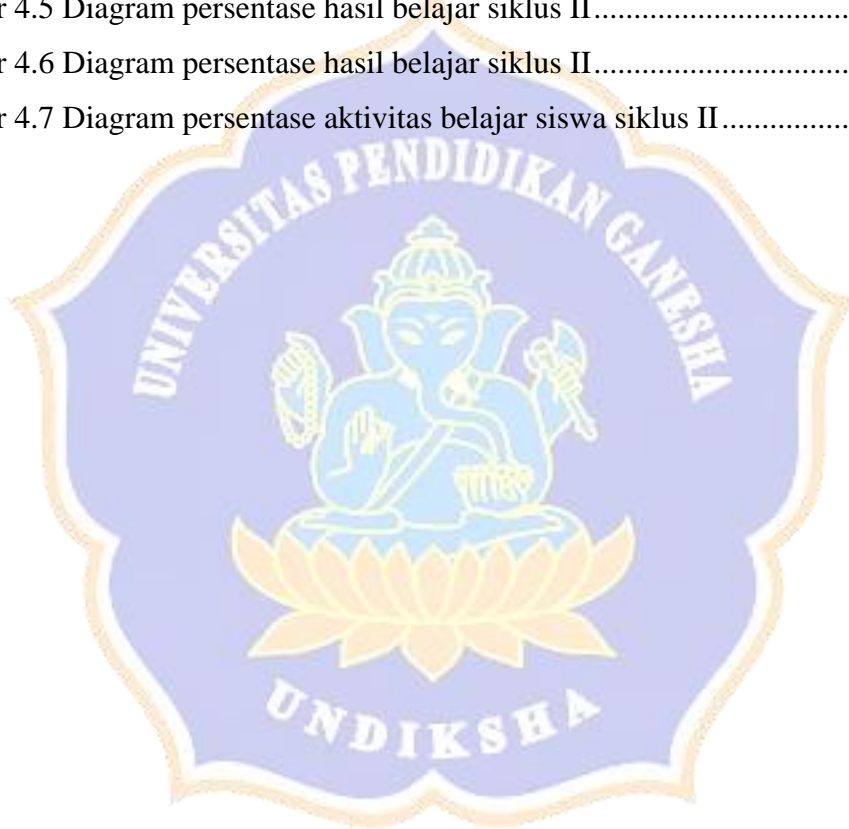 r 4.5 Diagram persentase hasil belajar siklus II................................
r 4.6 Diagram persentase hasil belajar siklus II................................
r 4.7 Diagram persentase aktivitas belajar siswa siklus II................
UNIVERSITAS PENDIDIKAN GANESHA
UNDIKSHA